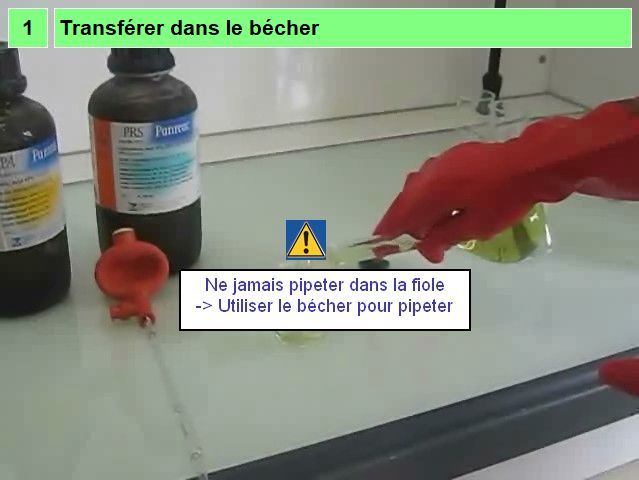 1 Transférer dans le bécher
PRS Panreac
PA Panreac
Ne jamais pipeter dans la fiole
-> Utiliser le bécher pour pipeter